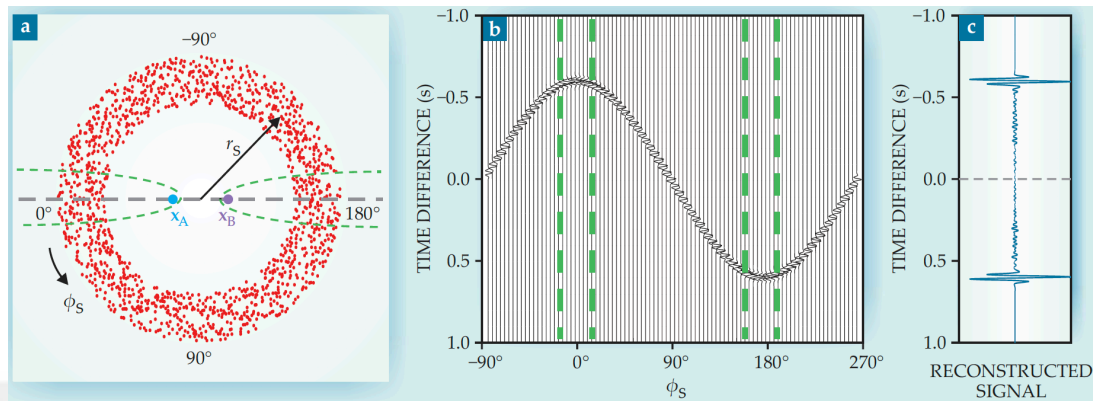 a
−90°
r_S
0°
x_A
x_B
180°
ϕ_S
90°
b
TIME DIFFERENCE (s)
−1.0
−0.5
0.0
0.5
1.0
−90°
0°
90°
180°
270°
ϕ_S
c
TIME DIFFERENCE (s)
−1.0
−0.5
0.0
0.5
1.0
RECONSTRUCTED
SIGNAL